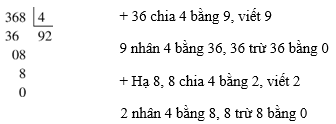 368 4
36 92
08
8
0
+ 36 chia 4 bằng 9, viết 9
9 nhân 4 bằng 36, 36 trừ 36 bằng 0
+ Hạ 8, 8 chia 4 bằng 2, viết 2
2 nhân 4 bằng 8, 8 trừ 8 bằng 0